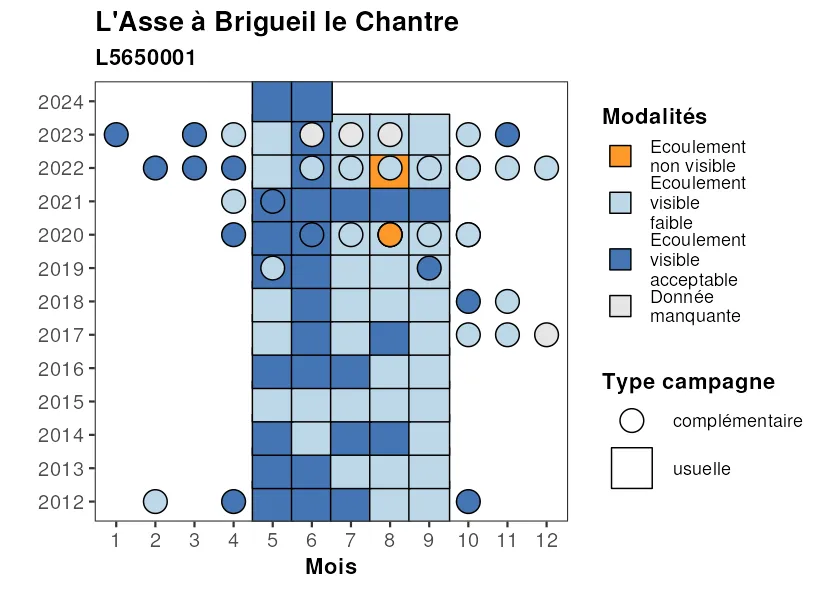 L'Asse à Brigueil le Chantre
L5650001
2024
2023
2022
2021
2020
2019
2018
2017
2016
2015
2014
2013
2012
1 2 3 4 5 6 7 8 9 10 11 12
Mois
Modalités
Ecoulement
non visible
Ecoulement
visible
faible
Ecoulement
visible
acceptable
Donnée
manquante
Type campagne
complémentaire
usuelle